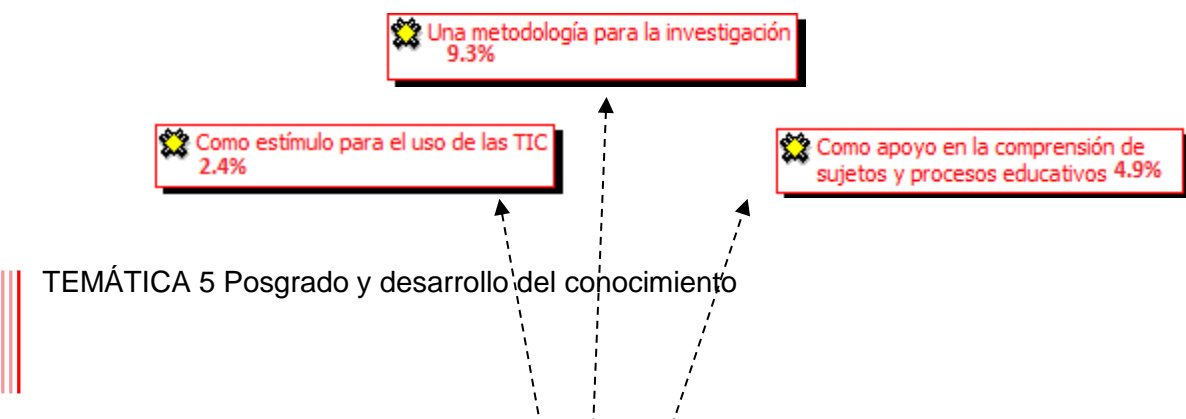 Una metodología para la investigación
9.3%
Como estímulo para el uso de las TIC
2.4%
Como apoyo en la comprensión de
sujetos y procesos educativos 4.9%
TEMÁTICA 5 Posgrado y desarrollo del conocimiento